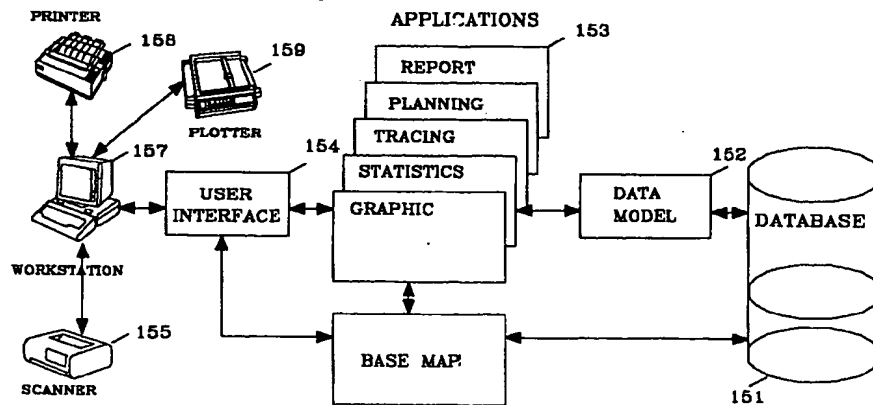 PRINTER
APPLICATIONS
158
159
153
REPORT
PLANNING
TRACING
STATISTICS
GRAPHIC
PLOTTER
157
154
152
USER
INTERFACE
DATA
MODEL
DATABASE
WORKSTATION
155
BASE MAP
SCANNER
151